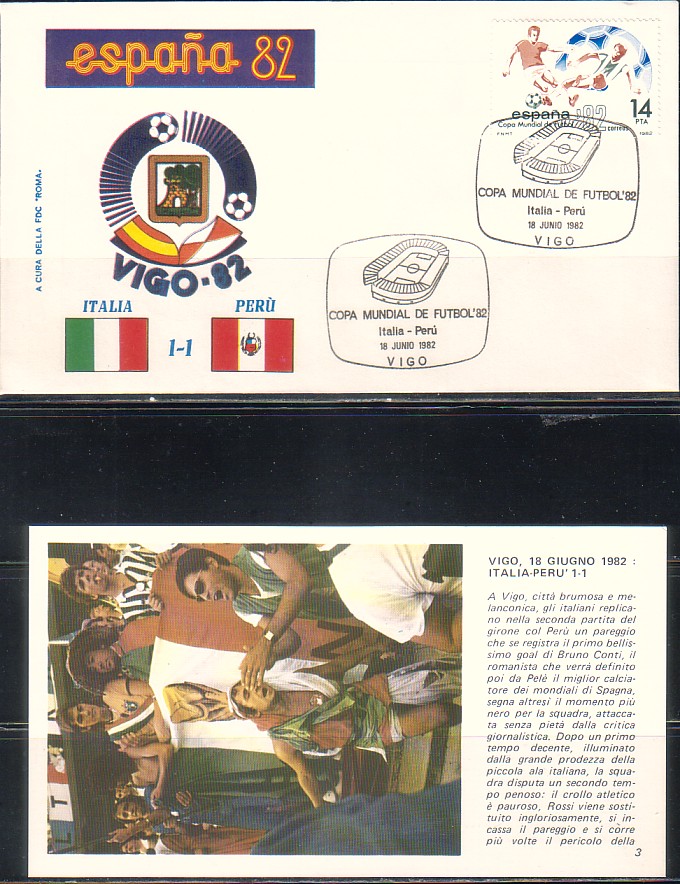 españa 82
españa '82
14
Copa Mundial de Futbol
PTA
correos
F N M T
1982
COPA MUNDIAL DE FUTBOL'82
Italia - Perú
18 JUNIO 1982
VIGO
A CURA DELLA FDC "ROMA"
VIGO-82
ITALIA
PERÙ
1-1
COPA MUNDIAL DE FUTBOL'82
Italia - Perú
18 JUNIO 1982
VIGO
VIGO, 18 GIUGNO 1982 :
ITALIA-PERU' 1-1
A Vigo, città brumosa e me-
lanconica, gli italiani replica-
no nella seconda partita del
girone col Perù un pareggio
che se registra il primo bellis-
simo goal di Bruno Conti, il
romanista che verrà definito
poi da Pelè il miglior calcia-
tore dei mondiali di Spagna,
segna altresì il momento più
nero per la squadra, attacca-
ta senza pietà dalla critica
giornalistica. Dopo un primo
tempo decente, illuminato
dalla grande prodezza della
piccola ala italiana, la squa-
dra disputa un secondo tem-
po penoso: il crollo atletico
è pauroso, Rossi viene sosti-
tuito ingloriosamente, si in-
cassa il pareggio e si corre
più volte il pericolo della
3